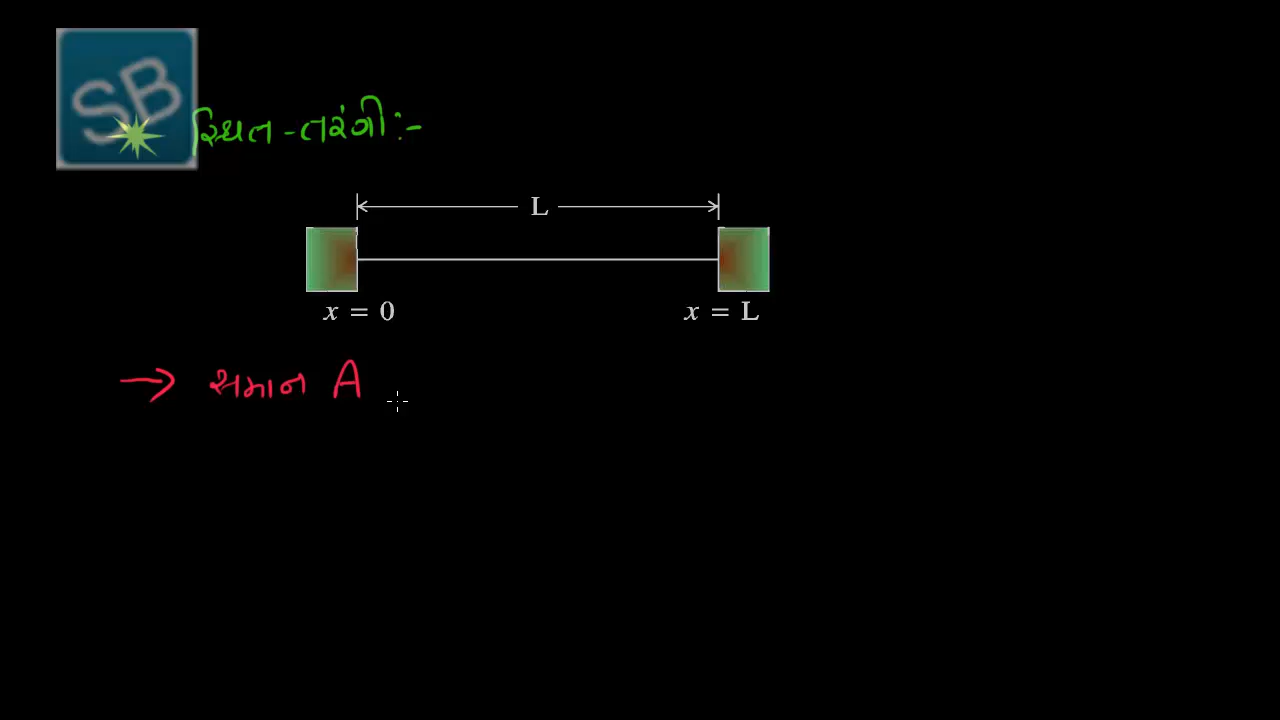 SB
સ્થિત-તરંગો:-
L
x = 0
x = L
→ સમાન A